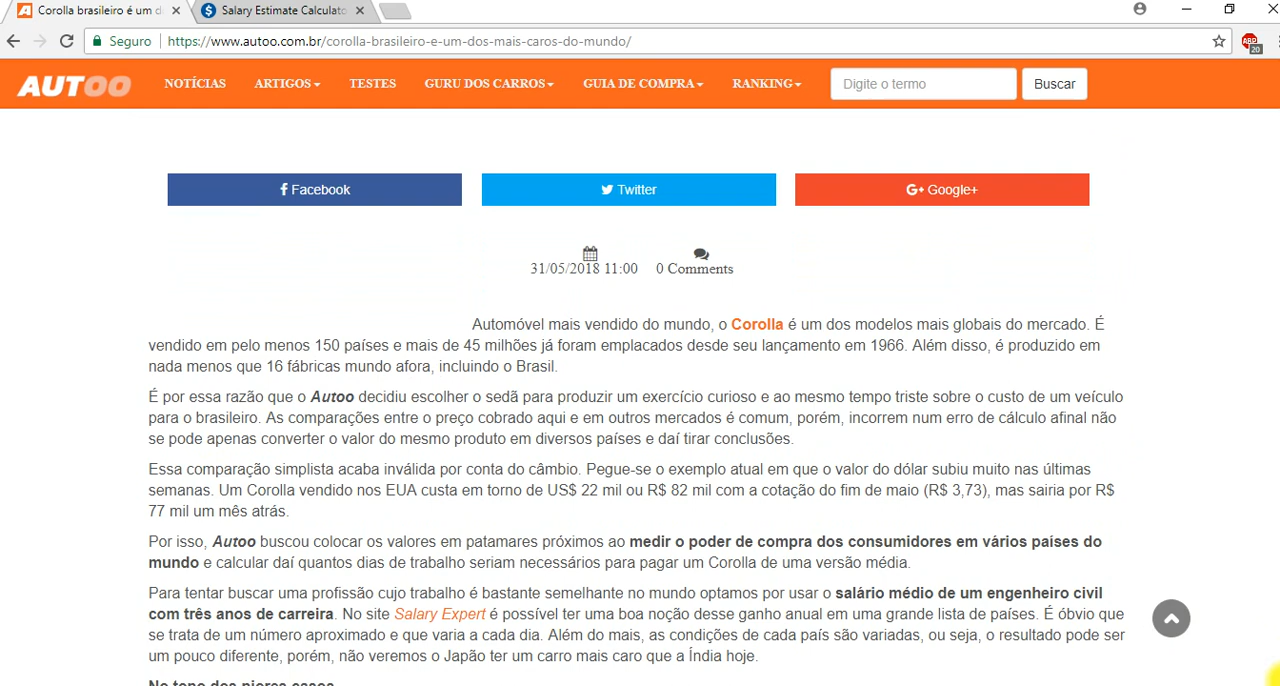 Corolla brasileiro é um d
Salary Estimate Calculato
Seguro
https://www.autoo.com.br/corolla-brasileiro-e-um-dos-mais-caros-do-mundo/
ABP
20
AUTOO
NOTÍCIAS
ARTIGOS
TESTES
GURU DOS CARROS
GUIA DE COMPRA
RANKING
Digite o termo
Buscar
Facebook
Twitter
G+ Google+
31/05/2018 11:00
0 Comments
Automóvel mais vendido do mundo, o Corolla é um dos modelos mais globais do mercado. É
vendido em pelo menos 150 países e mais de 45 milhões já foram emplacados desde seu lançamento em 1966. Além disso, é produzido em
nada menos que 16 fábricas mundo afora, incluindo o Brasil.
É por essa razão que o Autoo decidiu escolher o sedã para produzir um exercício curioso e ao mesmo tempo triste sobre o custo de um veículo
para o brasileiro. As comparações entre o preço cobrado aqui e em outros mercados é comum, porém, incorrem num erro de cálculo afinal não
se pode apenas converter o valor do mesmo produto em diversos países e daí tirar conclusões.
Essa comparação simplista acaba inválida por conta do câmbio. Pegue-se o exemplo atual em que o valor do dólar subiu muito nas últimas
semanas. Um Corolla vendido nos EUA custa em torno de US$ 22 mil ou R$ 82 mil com a cotação do fim de maio (R$ 3,73), mas sairia por R$
77 mil um mês atrás.
Por isso, Autoo buscou colocar os valores em patamares próximos ao medir o poder de compra dos consumidores em vários países do
mundo e calcular daí quantos dias de trabalho seriam necessários para pagar um Corolla de uma versão média.
Para tentar buscar uma profissão cujo trabalho é bastante semelhante no mundo optamos por usar o salário médio de um engenheiro civil
com três anos de carreira. No site Salary Expert é possível ter uma boa noção desse ganho anual em uma grande lista de países. É óbvio que
se trata de um número aproximado e que varia a cada dia. Além do mais, as condições de cada país são variadas, ou seja, o resultado pode ser
um pouco diferente, porém, não veremos o Japão ter um carro mais caro que a Índia hoje.
No topo dos piores casos